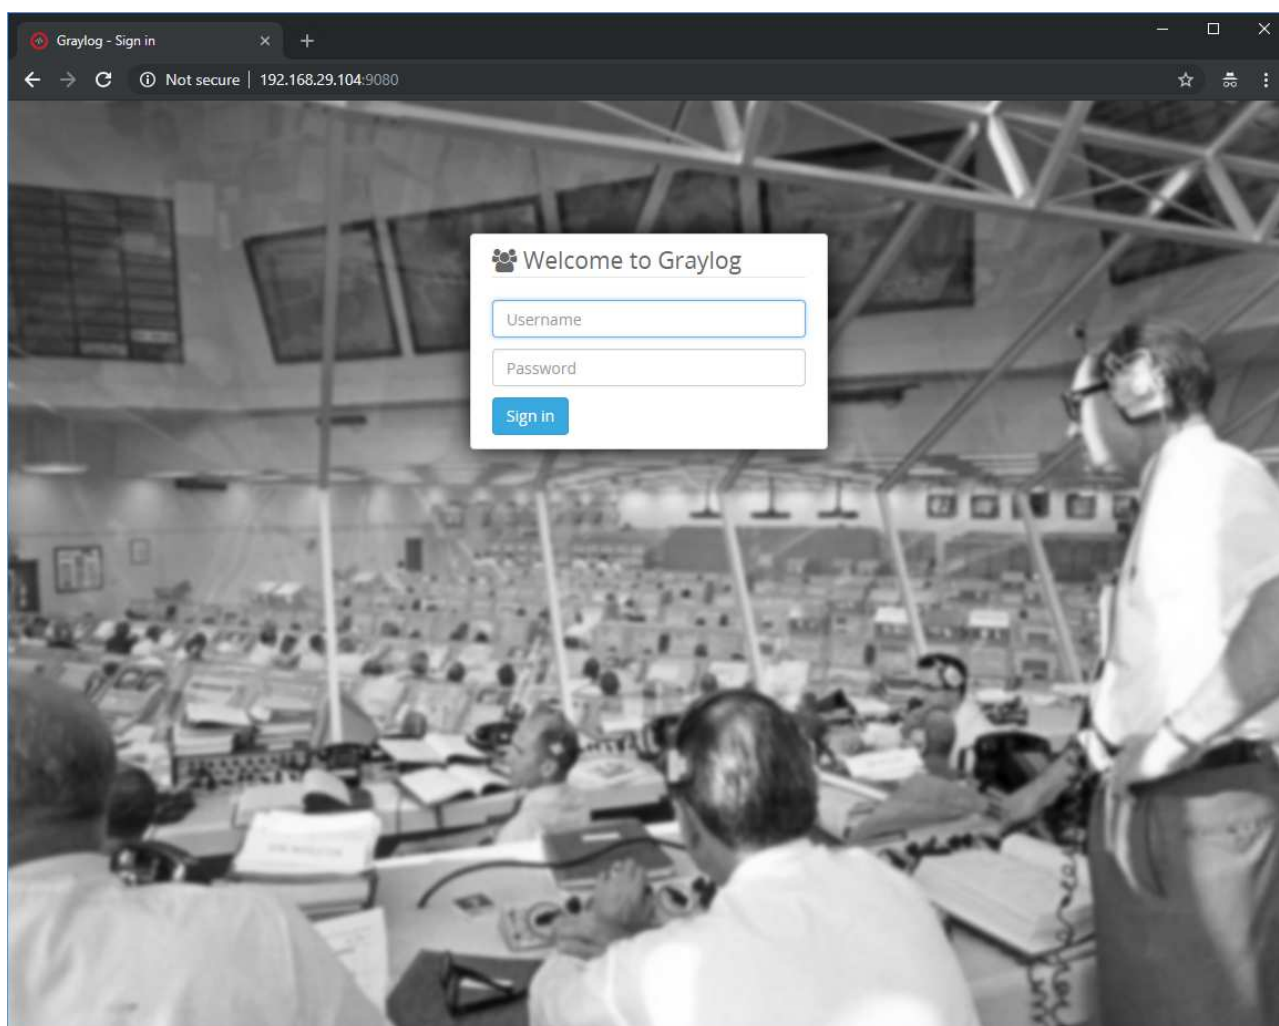 Graylog - Sign in
Not secure | 192.168.29.104:9080
Welcome to Graylog
Username
Password
Sign in